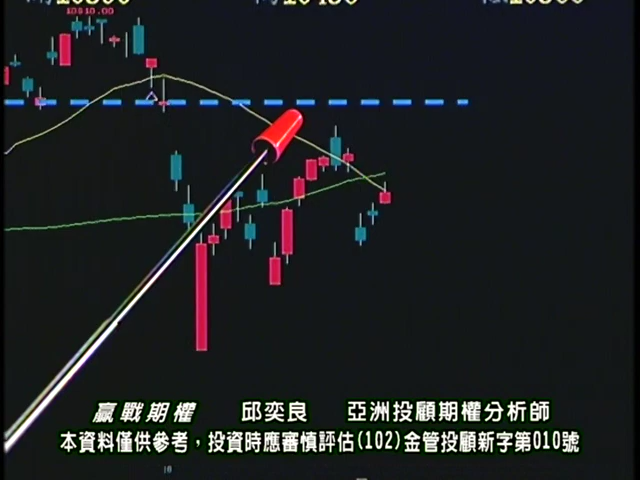 10810.00
贏戰期權 邱奕良 亞洲投顧期權分析師
本資料僅供參考，投資時應審慎評估(102)金管投顧新字第010號